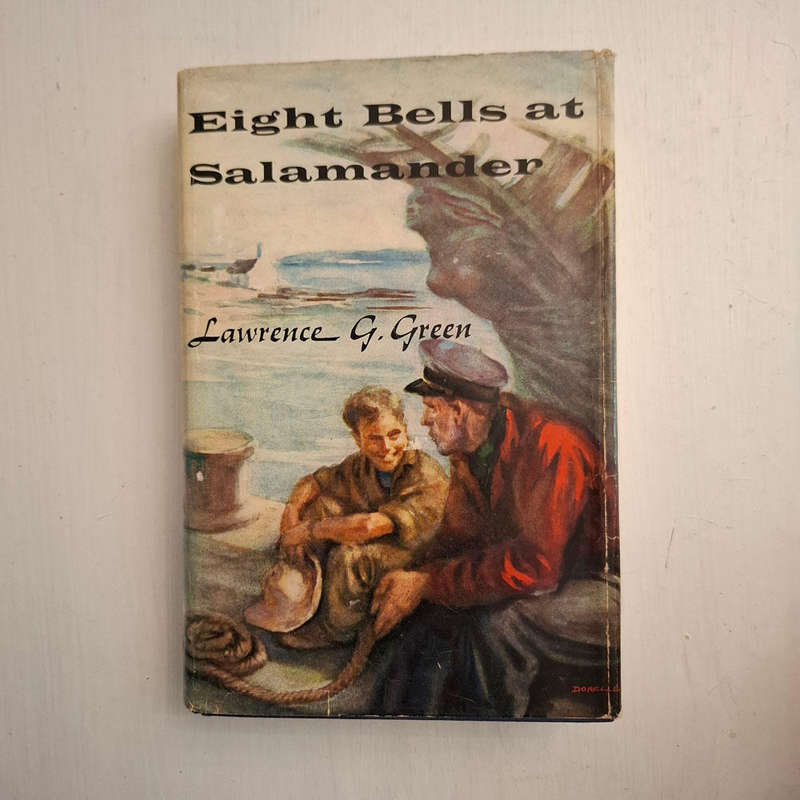 Eight Bells at
Salamander
Lawrence G. Green